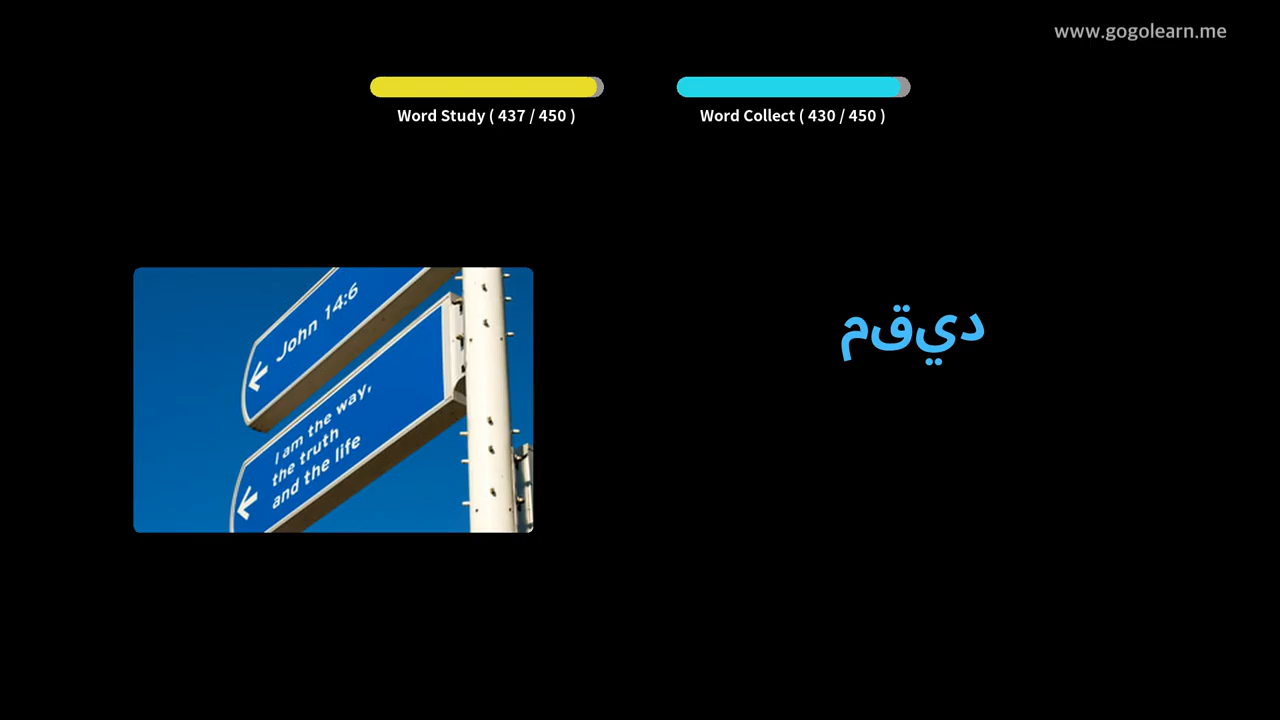 www.gogolearn.me
Word Study ( 437 / 450 )
Word Collect ( 430 / 450 )
John 14:6
I am the way,
the truth
and the life
ديقم